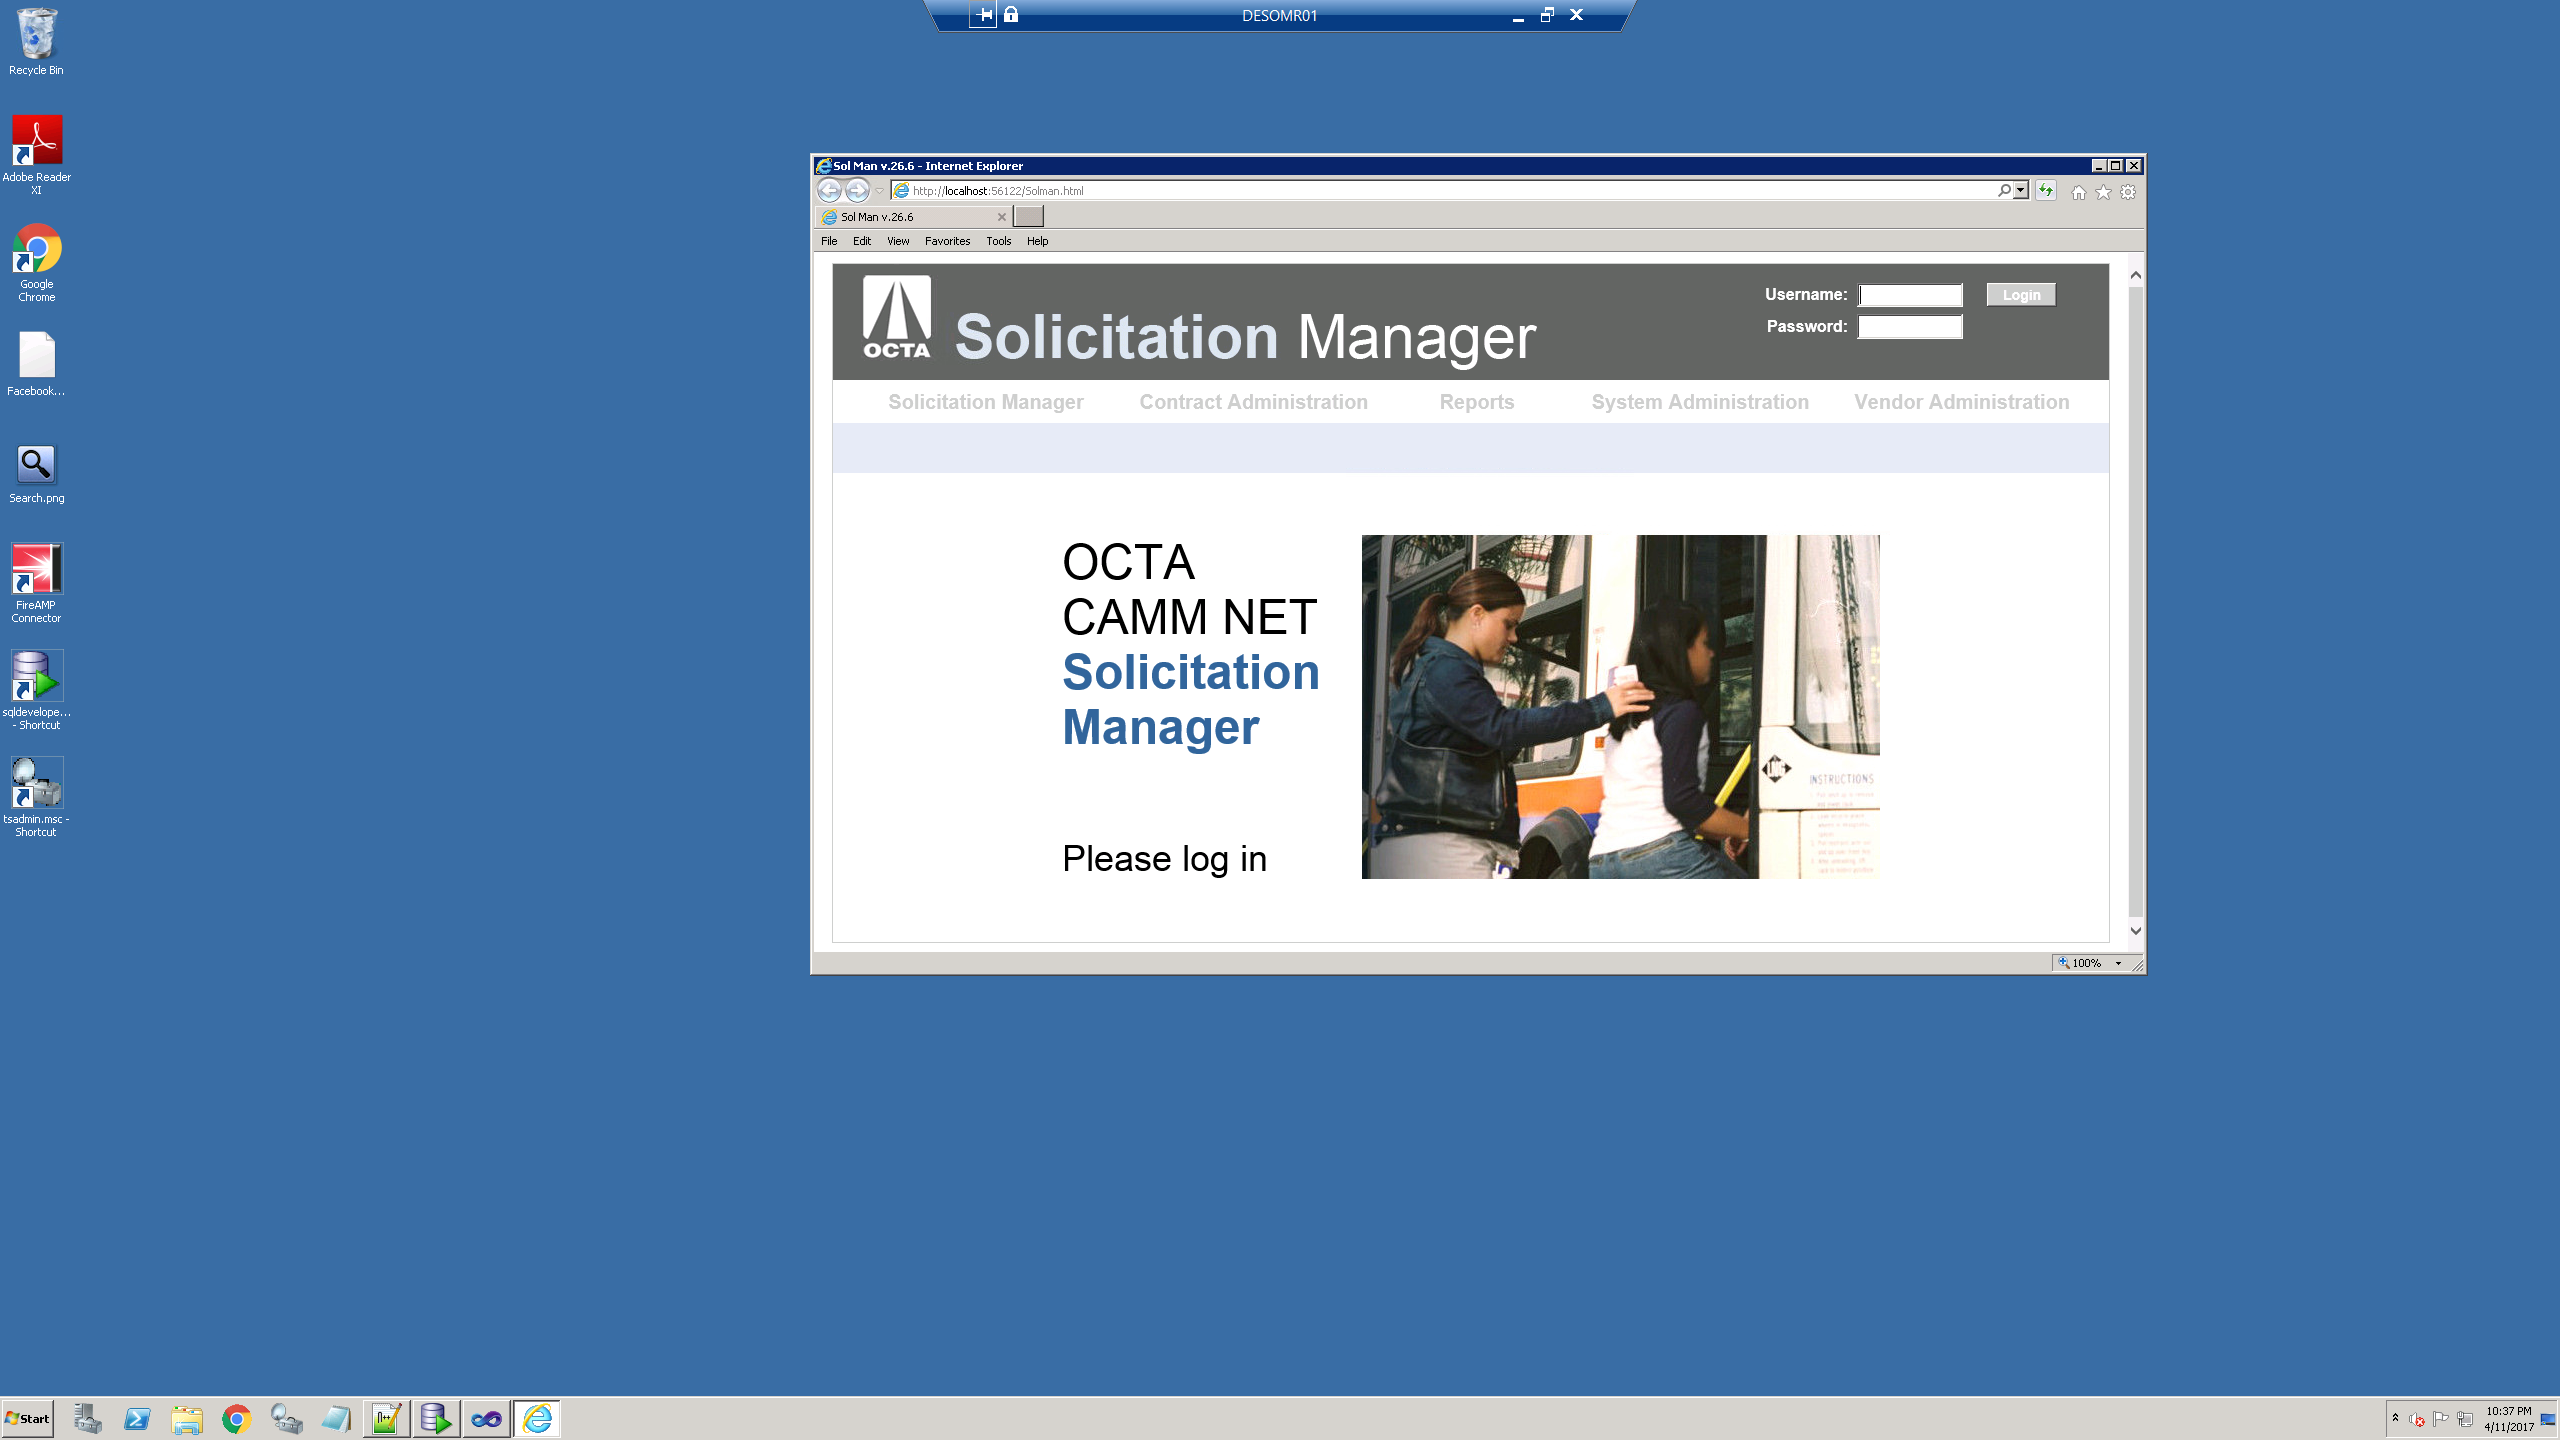 DESOMR01
Recycle Bin
Adobe Reader
XI
Google
Chrome
Facebook...
Search.png
FireAMP
Connector
sqldevelope...
- Shortcut
tsadmin.msc -
Shortcut
Sol Man v.26.6 - Internet Explorer
http://localhost:56122/Solman.html
Sol Man v.26.6
File Edit View Favorites Tools Help
OCTA
Solicitation Manager
Username:
Login
Password:
Solicitation Manager Contract Administration Reports System Administration Vendor Administration
OCTA
CAMM NET
Solicitation
Manager
Please log in
LNG
INSTRUCTIONS
100%
Start
10:37 PM
4/11/2017